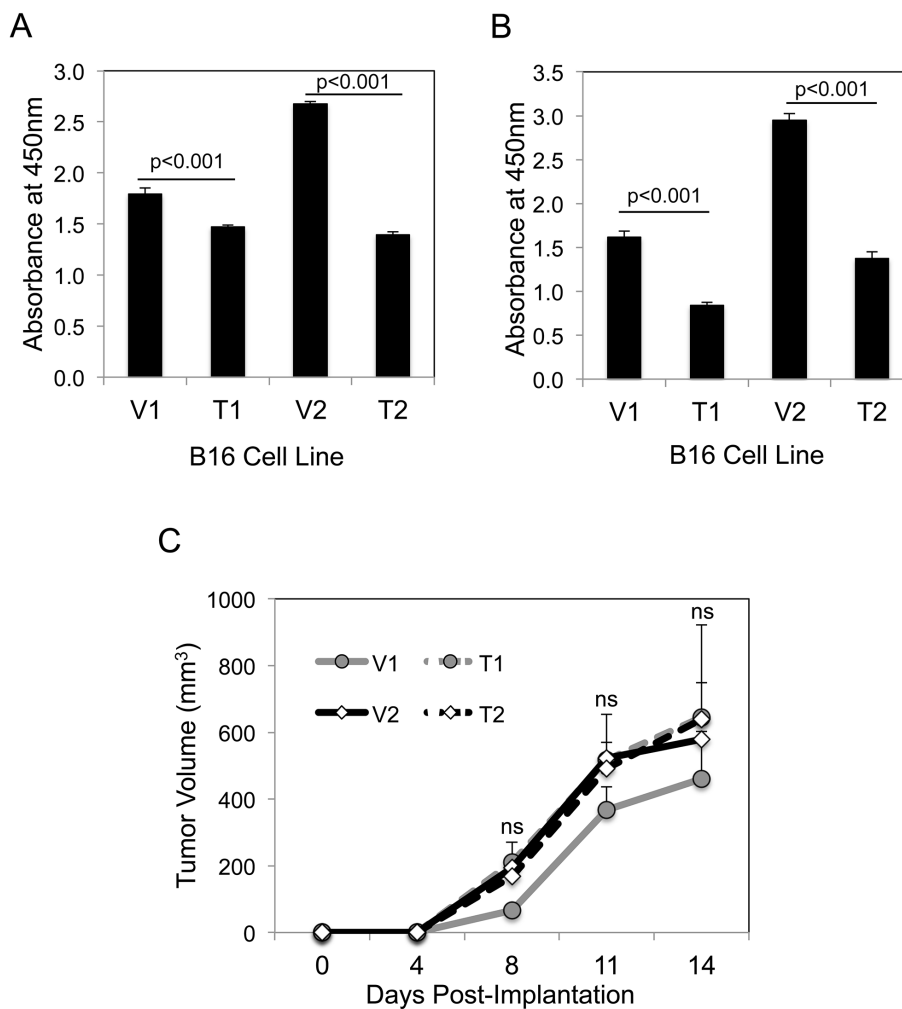 A
Absorbance at 450nm
3.0
2.5
2.0
1.5
1.0
0.5
0.0
p<0.001
p<0.001
V1 T1 V2 T2
B16 Cell Line
B
Absorbance at 450nm
3.5
3.0
2.5
2.0
1.5
1.0
0.5
0.0
p<0.001
p<0.001
V1 T1 V2 T2
B16 Cell Line
C
Tumor Volume (mm³)
1000
800
600
400
200
0
V1 T1
V2 T2
ns
ns
ns
0 4 8 11 14
Days Post-Implantation